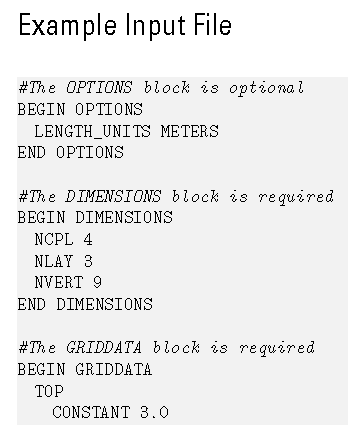 Example Input File
#The OPTIONS block is optional
BEGIN OPTIONS
LENGTH_UNITS METERS
END OPTIONS
#The DIMENSIONS block is required
BEGIN DIMENSIONS
NCPL 4
NLAY 3
NVERT 9
END DIMENSIONS
#The GRIDDATA block is required
BEGIN GRIDDATA
TOP
CONSTANT 3.0